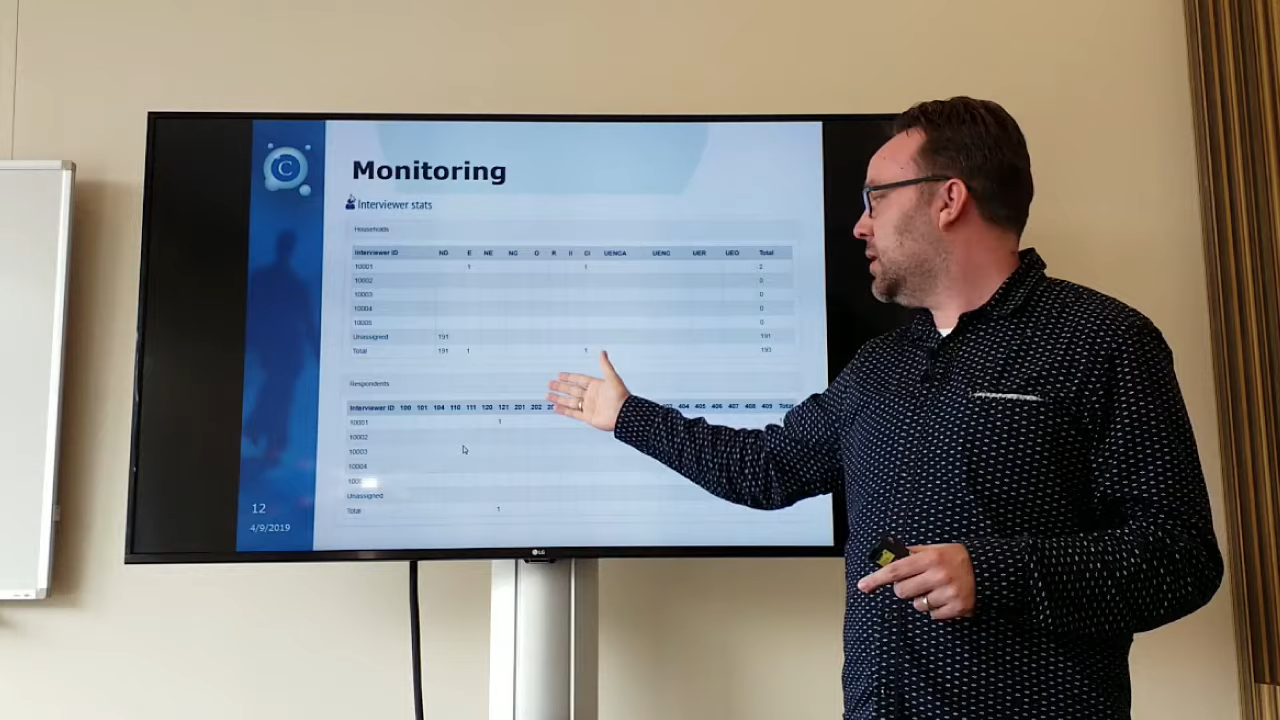 C
Monitoring
Interviewer stats
Households
Interviewer ID ND E NE NG O R II CI UENGA UENC UER UEO Total
10001 1 1 2
10002 0
10003 0
10004 0
10005 0
Unassigned 191 191
Total 191 1 1 193
Respondents
Interviewer ID 100 101 104 110 111 120 121 201 202 404 405 406 407 408 409 Total
10001 1
10002
10003
10004
Unassigned
Total 1
12
4/9/2019
LG